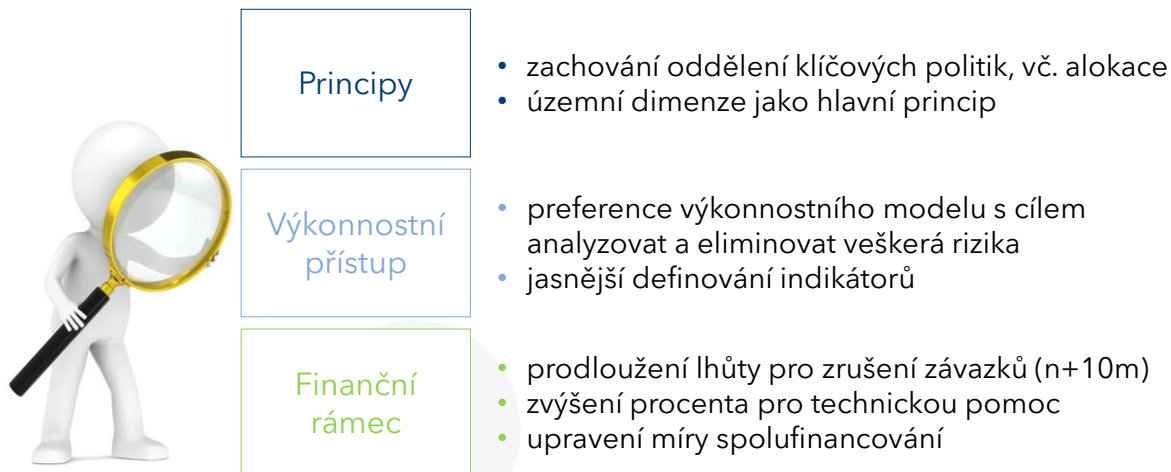 Principy
• zachování oddělení klíčových politik, vč. alokace
• územní dimenze jako hlavní princip
Výkonnostní
přístup
• preference výkonnostního modelu s cílem
analyzovat a eliminovat veškerá rizika
• jasnější definování indikátorů
Finanční
rámec
• prodloužení lhůty pro zrušení závazků (n+10m)
• zvýšení procenta pro technickou pomoc
• upravení míry spolufinancování